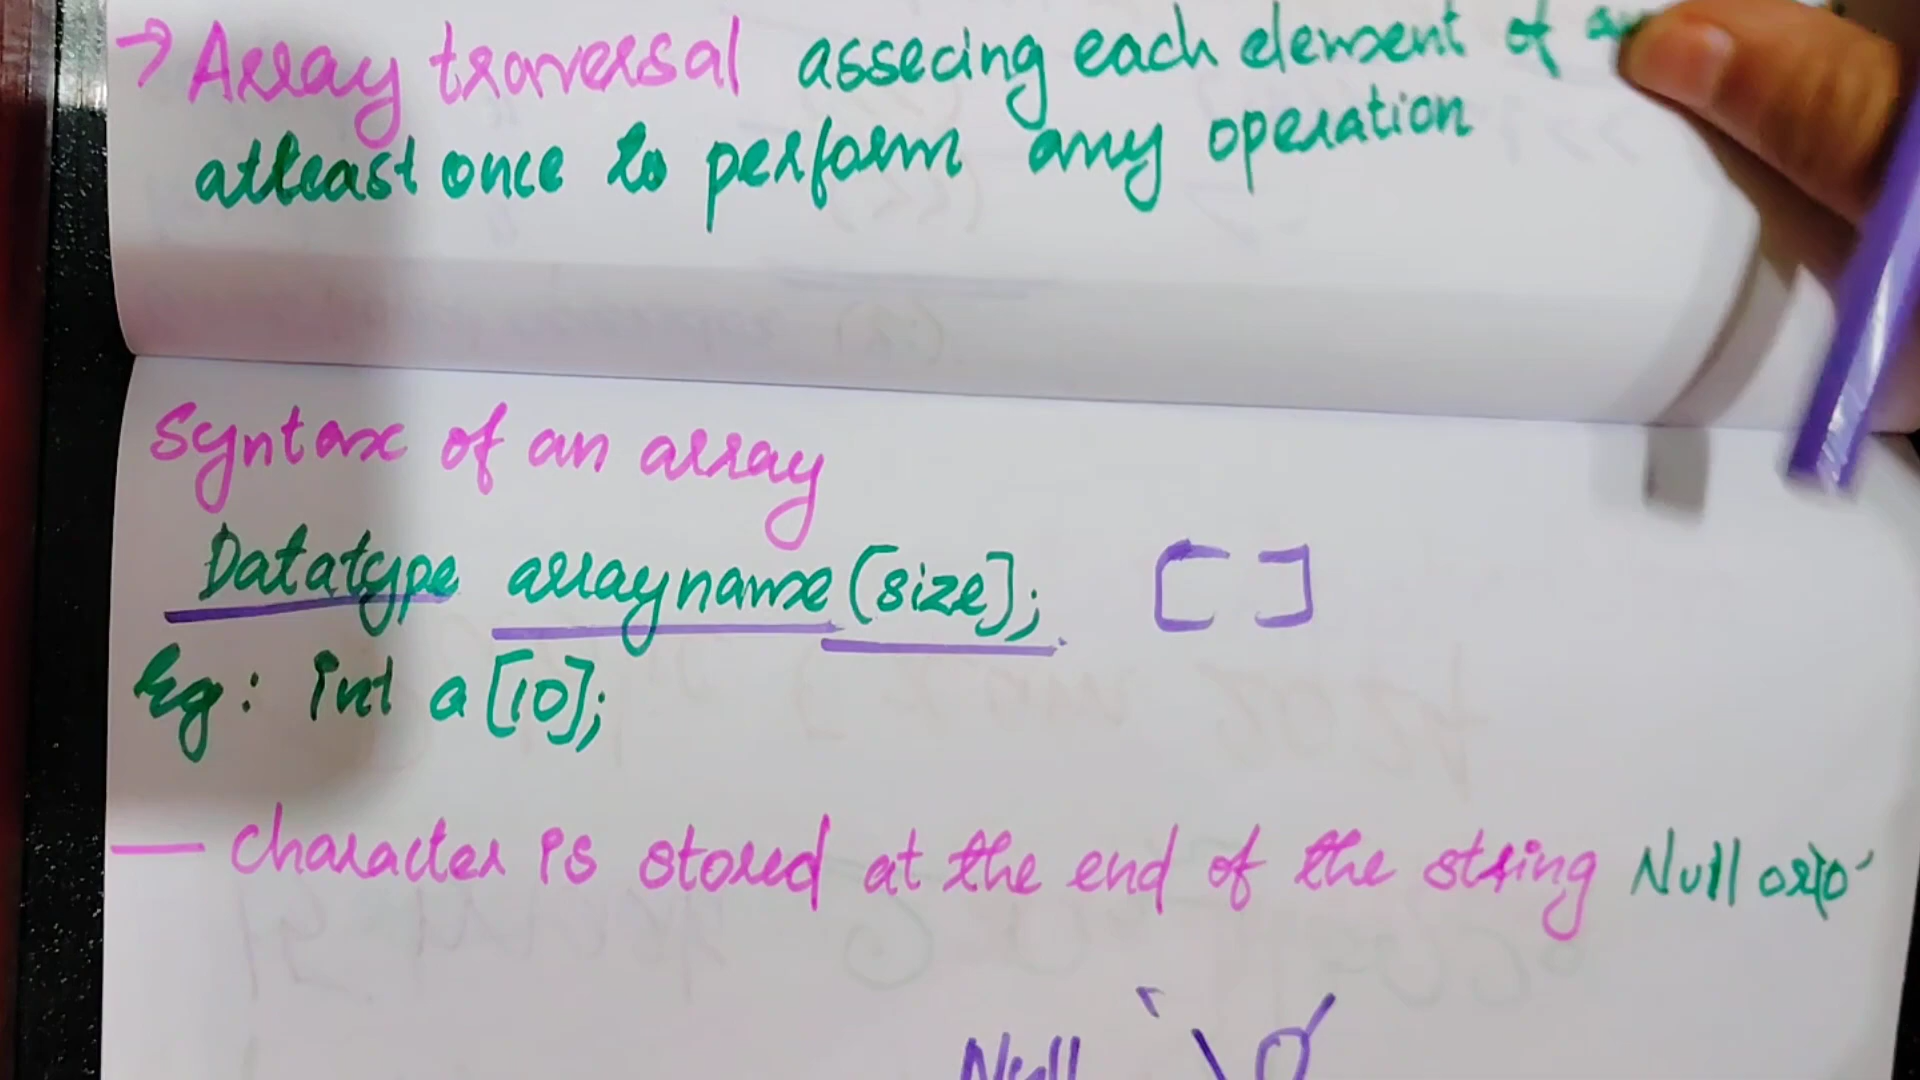 → Array traversal assecing each element of
atleast once to perform any operation
Syntax of an array
Datatype arrayname [size]; [ ]
Eg: int a[10];
— character is stored at the end of the string Null or '\0'
Null '\0'